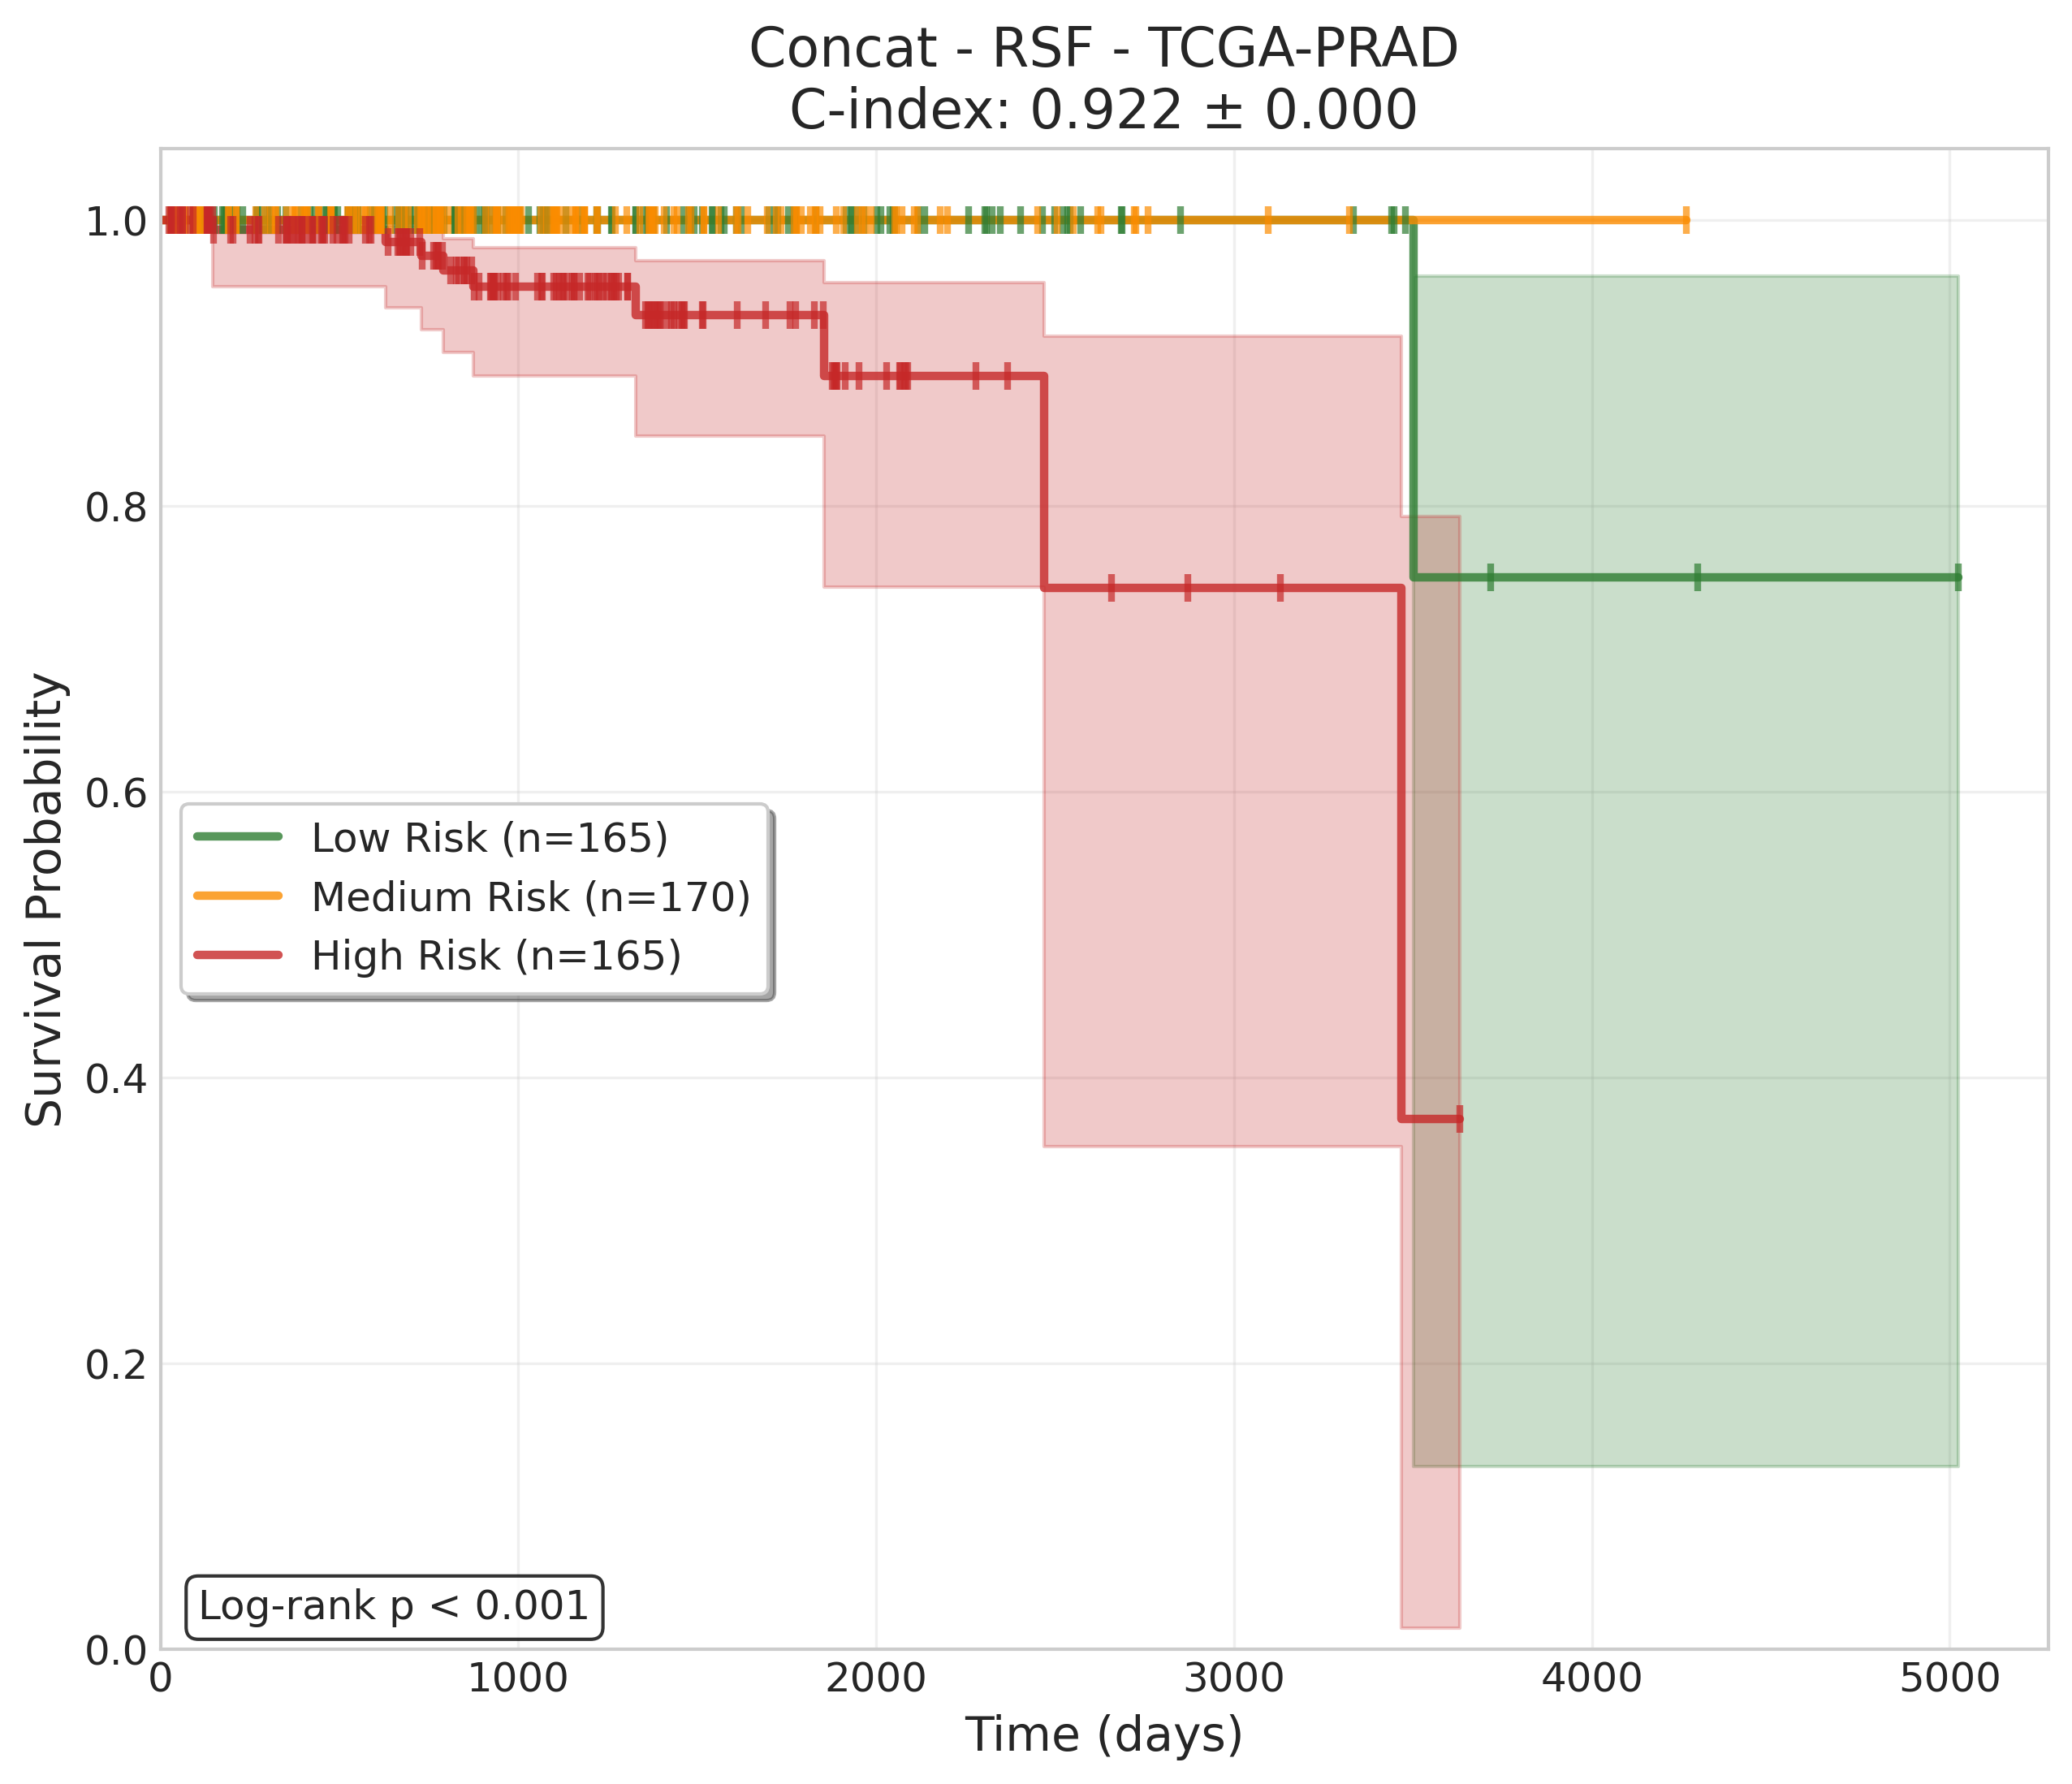 Concat - RSF - TCGA-PRAD
C-index: 0.922 ± 0.000
Survival Probability
1.0
0.8
0.6
0.4
0.2
0.0
Low Risk (n=165)
Medium Risk (n=170)
High Risk (n=165)
Log-rank p < 0.001
0 1000 2000 3000 4000 5000
Time (days)